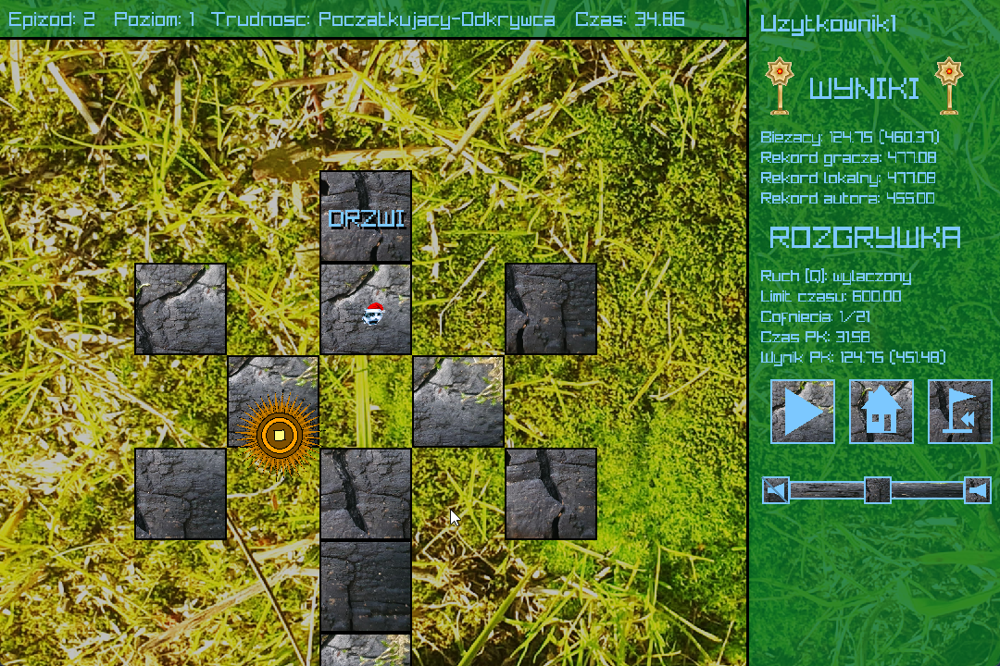 Epizod: 2 Poziom: 1 Trudnosc: Poczatkujacy-Odkrywca Czas: 34.86
Uzytkownik1
WYNIKI
Biezacy: 124.75 (460.37)
Rekord gracza: 477.08
Rekord lokalny: 477.08
Rekord autora: 455.00
ROZGRYWKA
Ruch (Q): wylaczony
Limit czasu: 600.00
Cofniecia: 1/21
Czas PK: 31.58
Wynik PK: 124.75 (451.48)
DRZWI